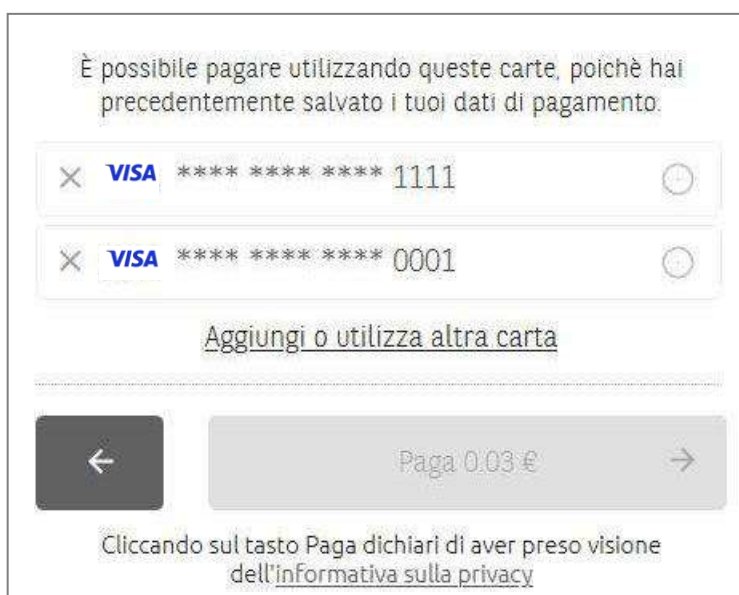 È possibile pagare utilizzando queste carte, poichè hai
precedentemente salvato i tuoi dati di pagamento.
VISA **** **** **** 1111
VISA **** **** **** 0001
Aggiungi o utilizza altra carta
Paga 0.03 €
Cliccando sul tasto Paga dichiari di aver preso visione
dell'informativa sulla privacy